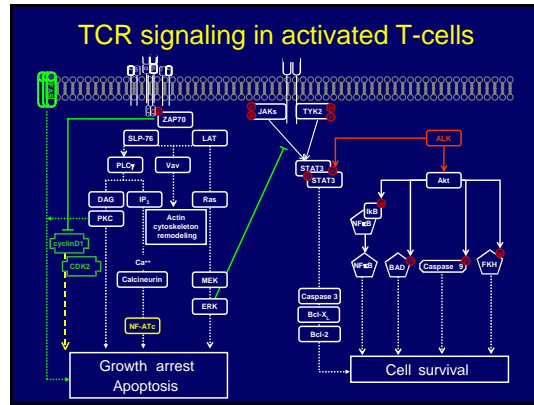 TCR signaling in activated T-cells
FAS
P
ZAP70
SLP-76
LAT
PLCγ
Vav
DAG
IP3
PKC
Ras
Actin
cytoskeleton
remodeling
cyclinD1
CDK2
Ca++
Calcineurin
MEK
ERK
NF-ATc
Growth arrest
Apoptosis
P
P
JAKs
TYK2
P
P
STAT3
P
P
STAT3
ALK
Akt
IkB
P
NFκB
NFκB
BAD
P
Caspase 9
P
FKH
P
Caspase 3
Bcl-XL
Bcl-2
Cell survival